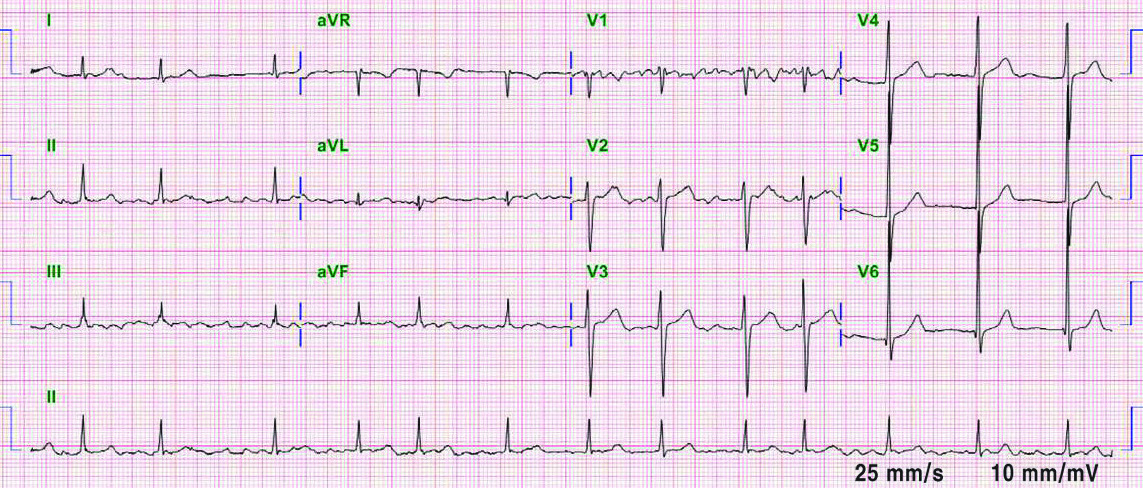 I aVR V1 V4
II aVL V2 V5
III aVF V3 V6
II
25 mm/s 10 mm/mV